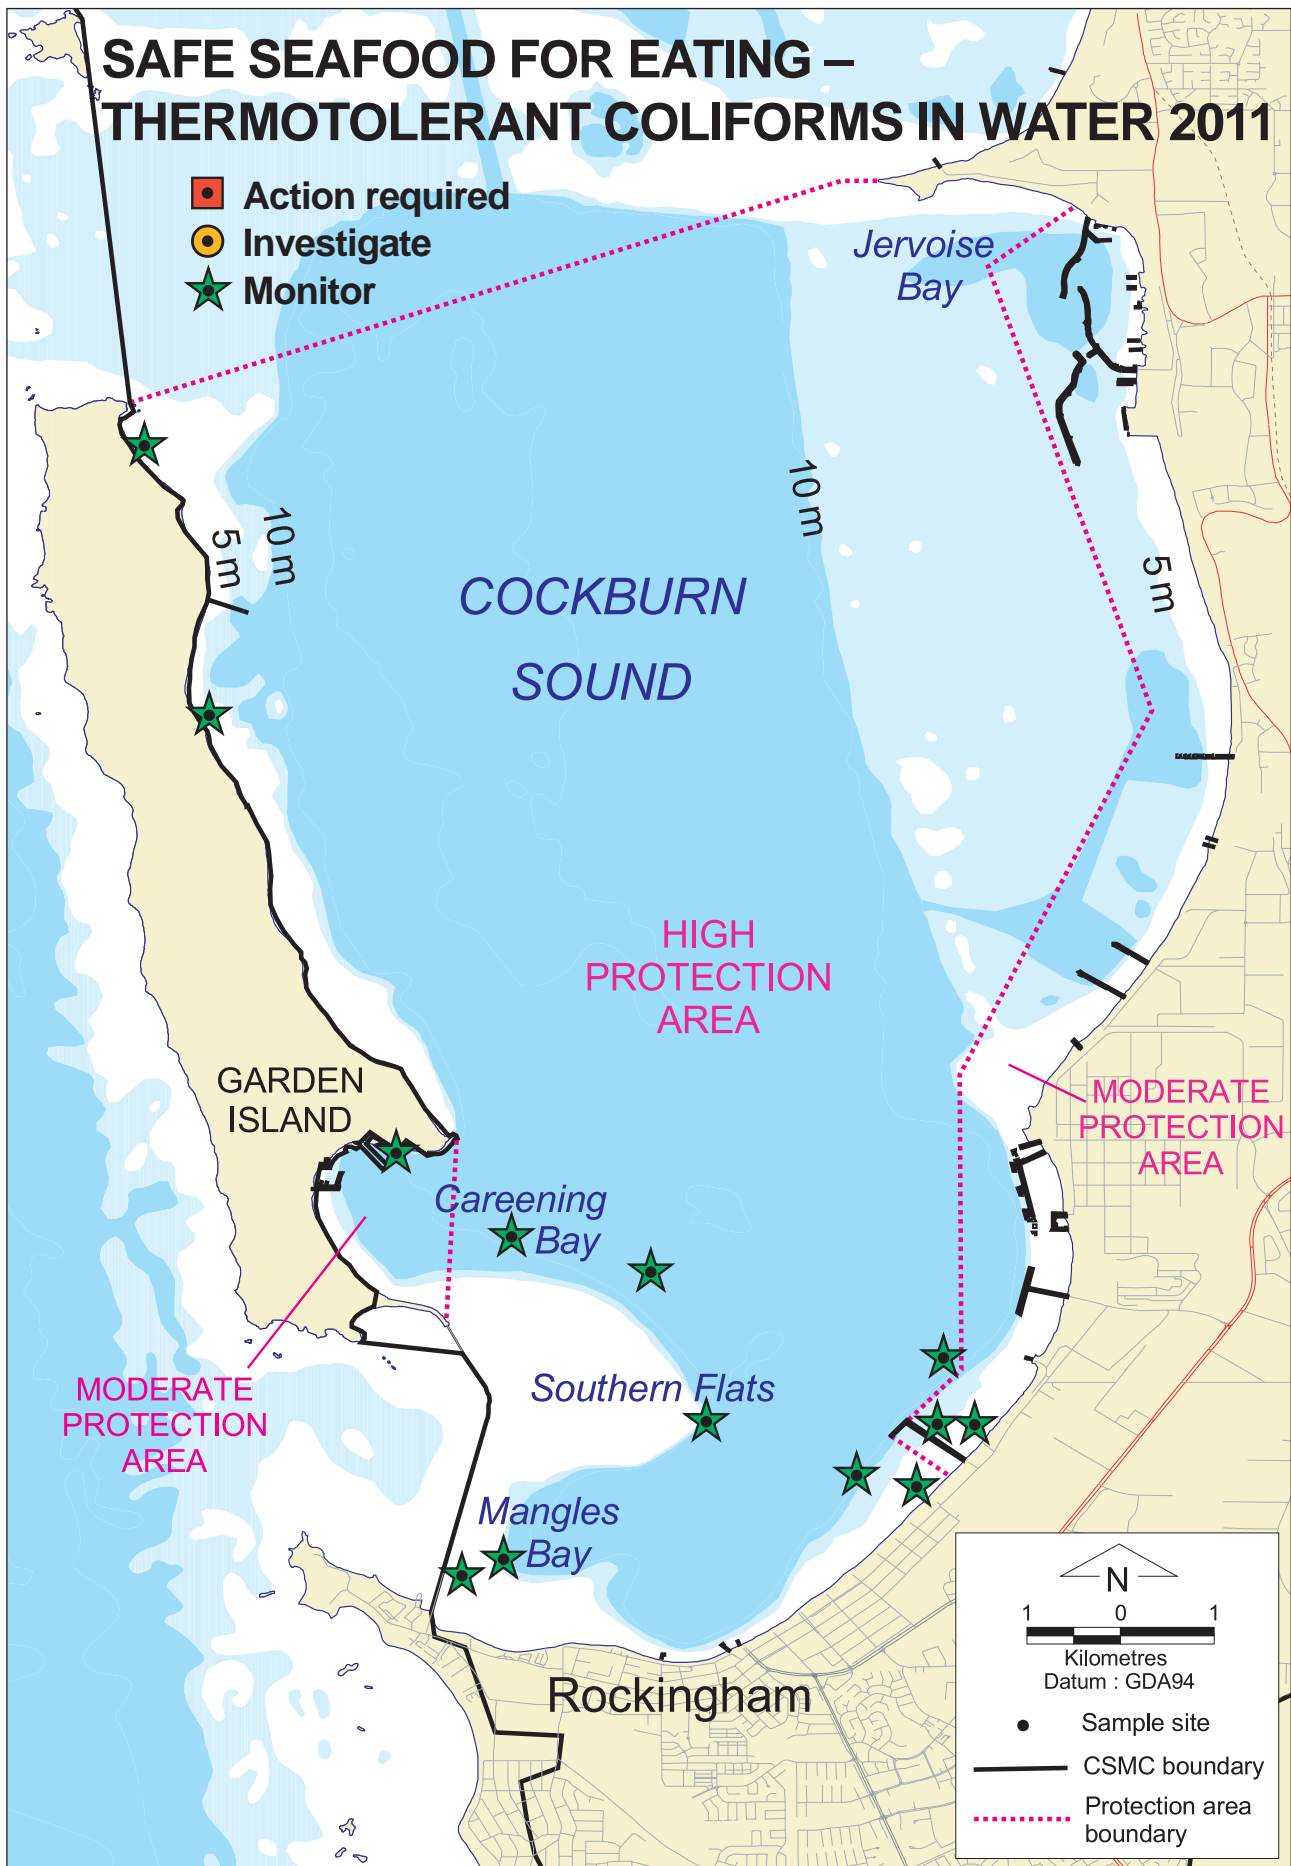 SAFE SEAFOOD FOR EATING –
THERMOTOLERANT COLIFORMS IN WATER 2011
Action required
Investigate
Monitor
Jervoise
Bay
10 m
5 m
10 m
5 m
COCKBURN
SOUND
HIGH
PROTECTION
AREA
GARDEN
ISLAND
MODERATE
PROTECTION
AREA
Careening
Bay
Southern Flats
MODERATE
PROTECTION
AREA
Mangles
Bay
Rockingham
N
1 0 1
Kilometres
Datum : GDA94
Sample site
CSMC boundary
Protection area
boundary